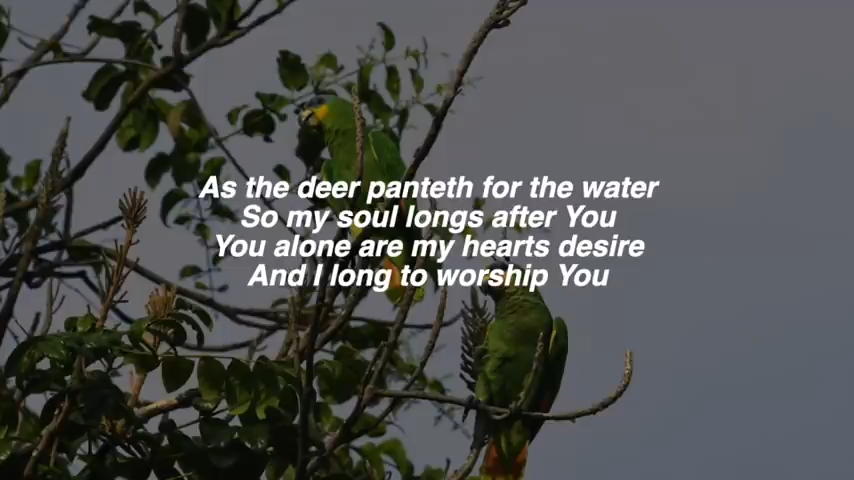 As the deer panteth for the water
So my soul longs after You
You alone are my hearts desire
And I long to worship You